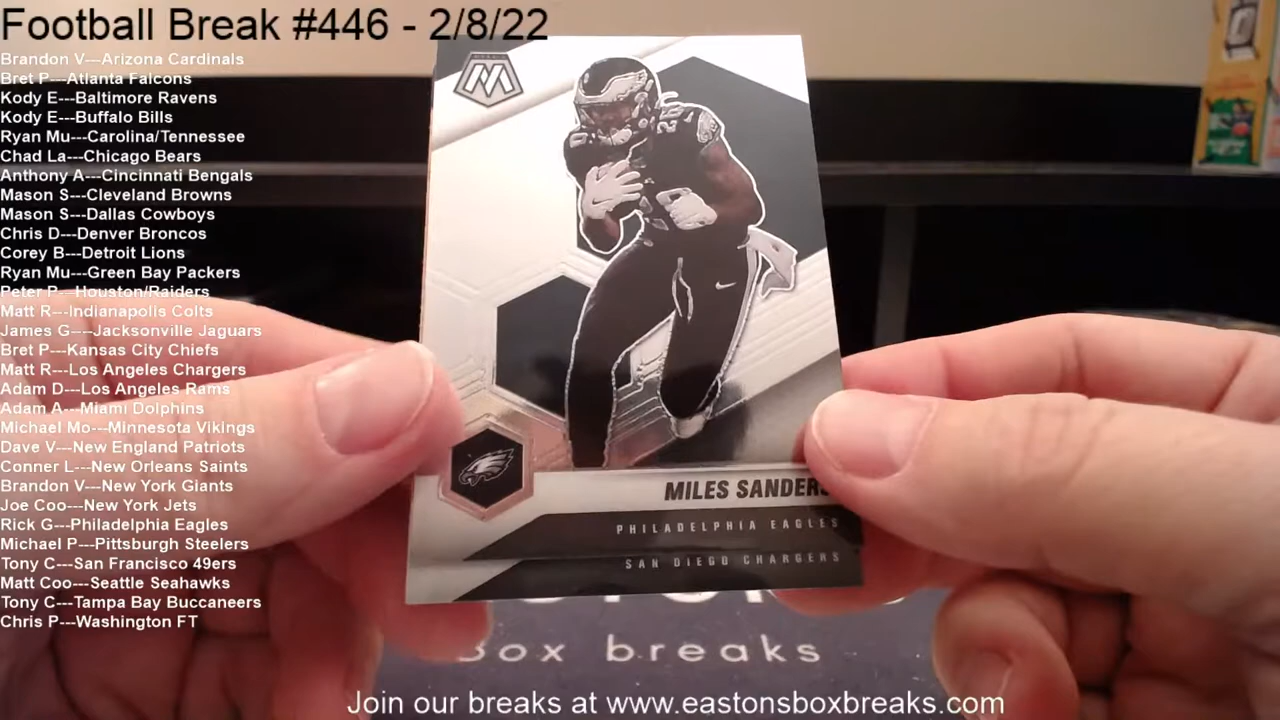 Football Break #446 - 2/8/22
Brandon V---Arizona Cardinals
Bret P---Atlanta Falcons
Kody E---Baltimore Ravens
Kody E---Buffalo Bills
Ryan Mu---Carolina/Tennessee
Chad La---Chicago Bears
Anthony A---Cincinnati Bengals
Mason S---Cleveland Browns
Mason S---Dallas Cowboys
Chris D---Denver Broncos
Corey B---Detroit Lions
Ryan Mu---Green Bay Packers
Peter P---Houston/Raiders
Matt R---Indianapolis Colts
James G----Jacksonville Jaguars
Bret P---Kansas City Chiefs
Matt R---Los Angeles Chargers
Adam D---Los Angeles Rams
Adam A---Miami Dolphins
Michael Mo---Minnesota Vikings
Dave V---New England Patriots
Conner L---New Orleans Saints
Brandon V---New York Giants
Joe Coo---New York Jets
Rick G---Philadelphia Eagles
Michael P---Pittsburgh Steelers
Tony C---San Francisco 49ers
Matt Coo---Seattle Seahawks
Tony C---Tampa Bay Buccaneers
Chris P---Washington FT
MILES SANDERS
PHILADELPHIA EAGLES
SAN DIEGO CHARGERS
Box breaks
Join our breaks at www.eastonsboxbreaks.com